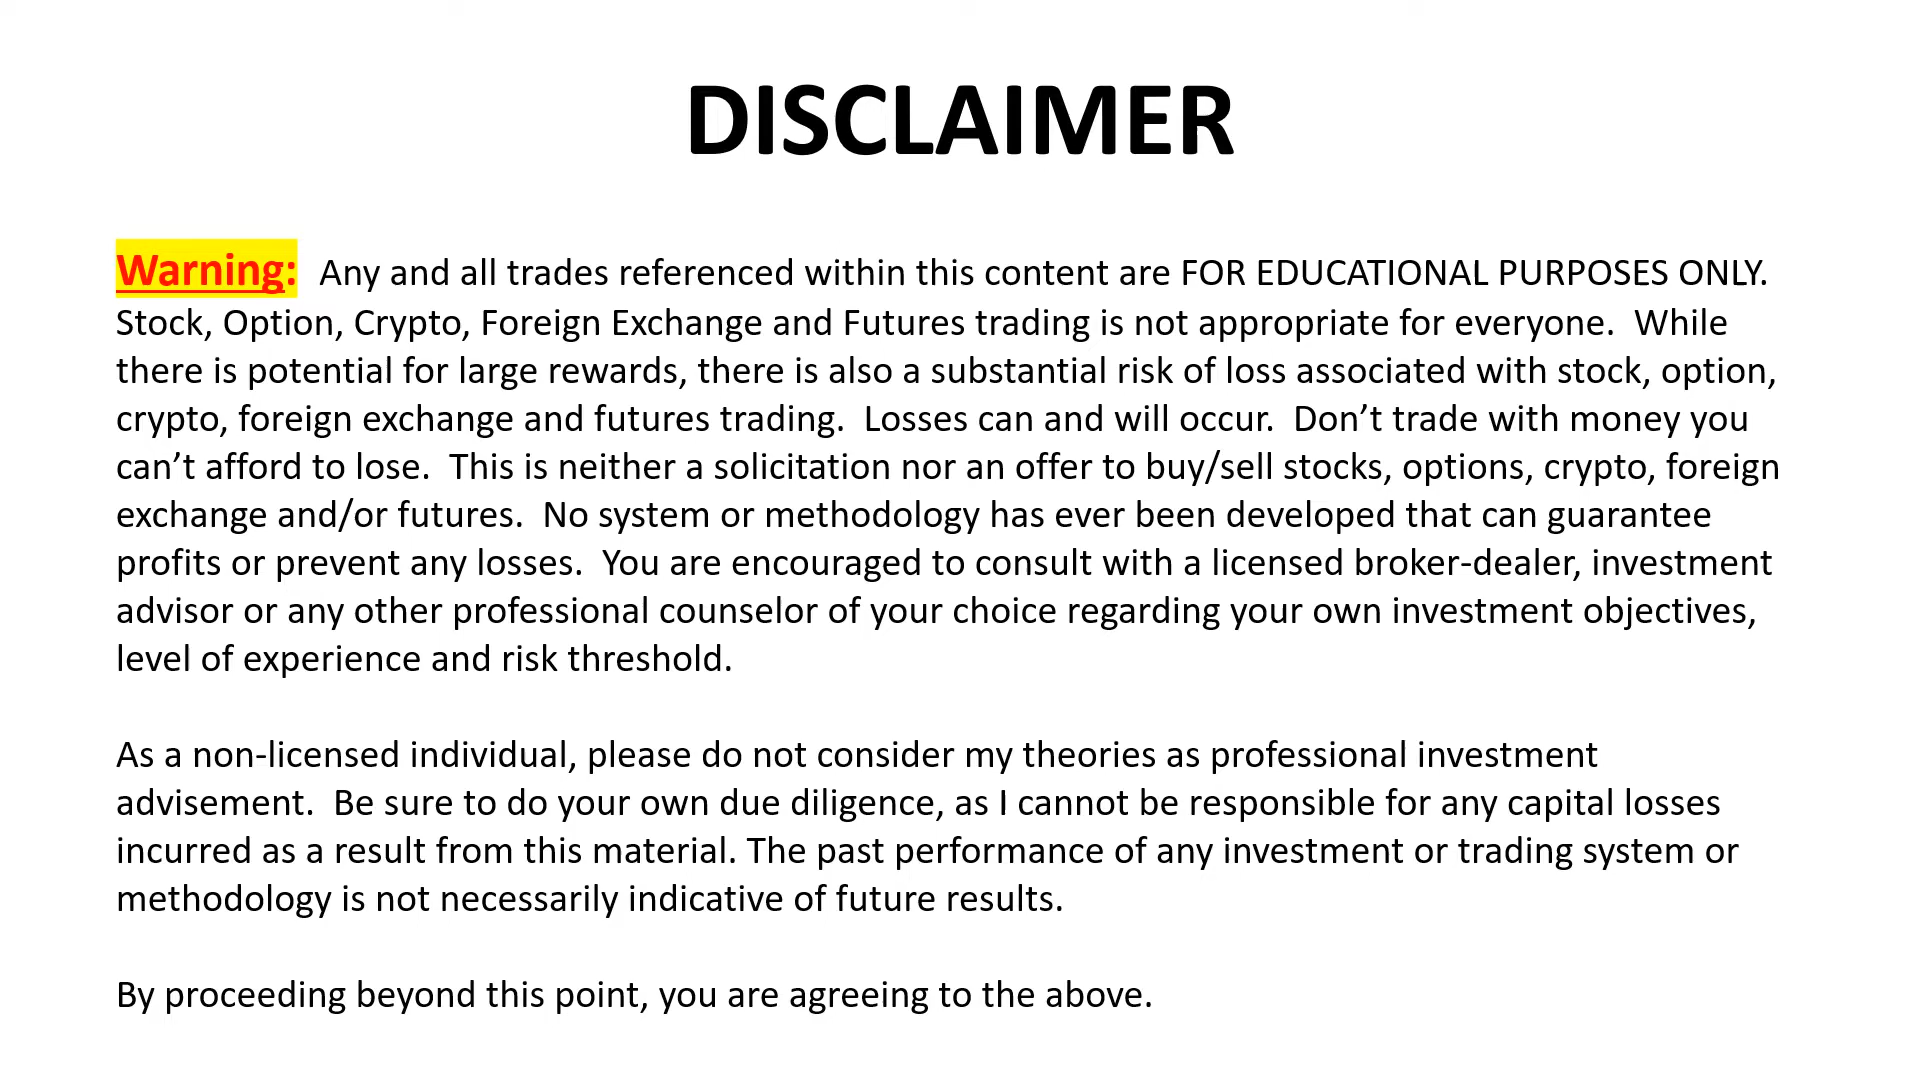 DISCLAIMER
Warning:  Any and all trades referenced within this content are FOR EDUCATIONAL PURPOSES ONLY.
Stock, Option, Crypto, Foreign Exchange and Futures trading is not appropriate for everyone.  While
there is potential for large rewards, there is also a substantial risk of loss associated with stock, option,
crypto, foreign exchange and futures trading.  Losses can and will occur.  Don’t trade with money you
can’t afford to lose.  This is neither a solicitation nor an offer to buy/sell stocks, options, crypto, foreign
exchange and/or futures.  No system or methodology has ever been developed that can guarantee
profits or prevent any losses.  You are encouraged to consult with a licensed broker-dealer, investment
advisor or any other professional counselor of your choice regarding your own investment objectives,
level of experience and risk threshold.
As a non-licensed individual, please do not consider my theories as professional investment
advisement.  Be sure to do your own due diligence, as I cannot be responsible for any capital losses
incurred as a result from this material. The past performance of any investment or trading system or
methodology is not necessarily indicative of future results.
By proceeding beyond this point, you are agreeing to the above.